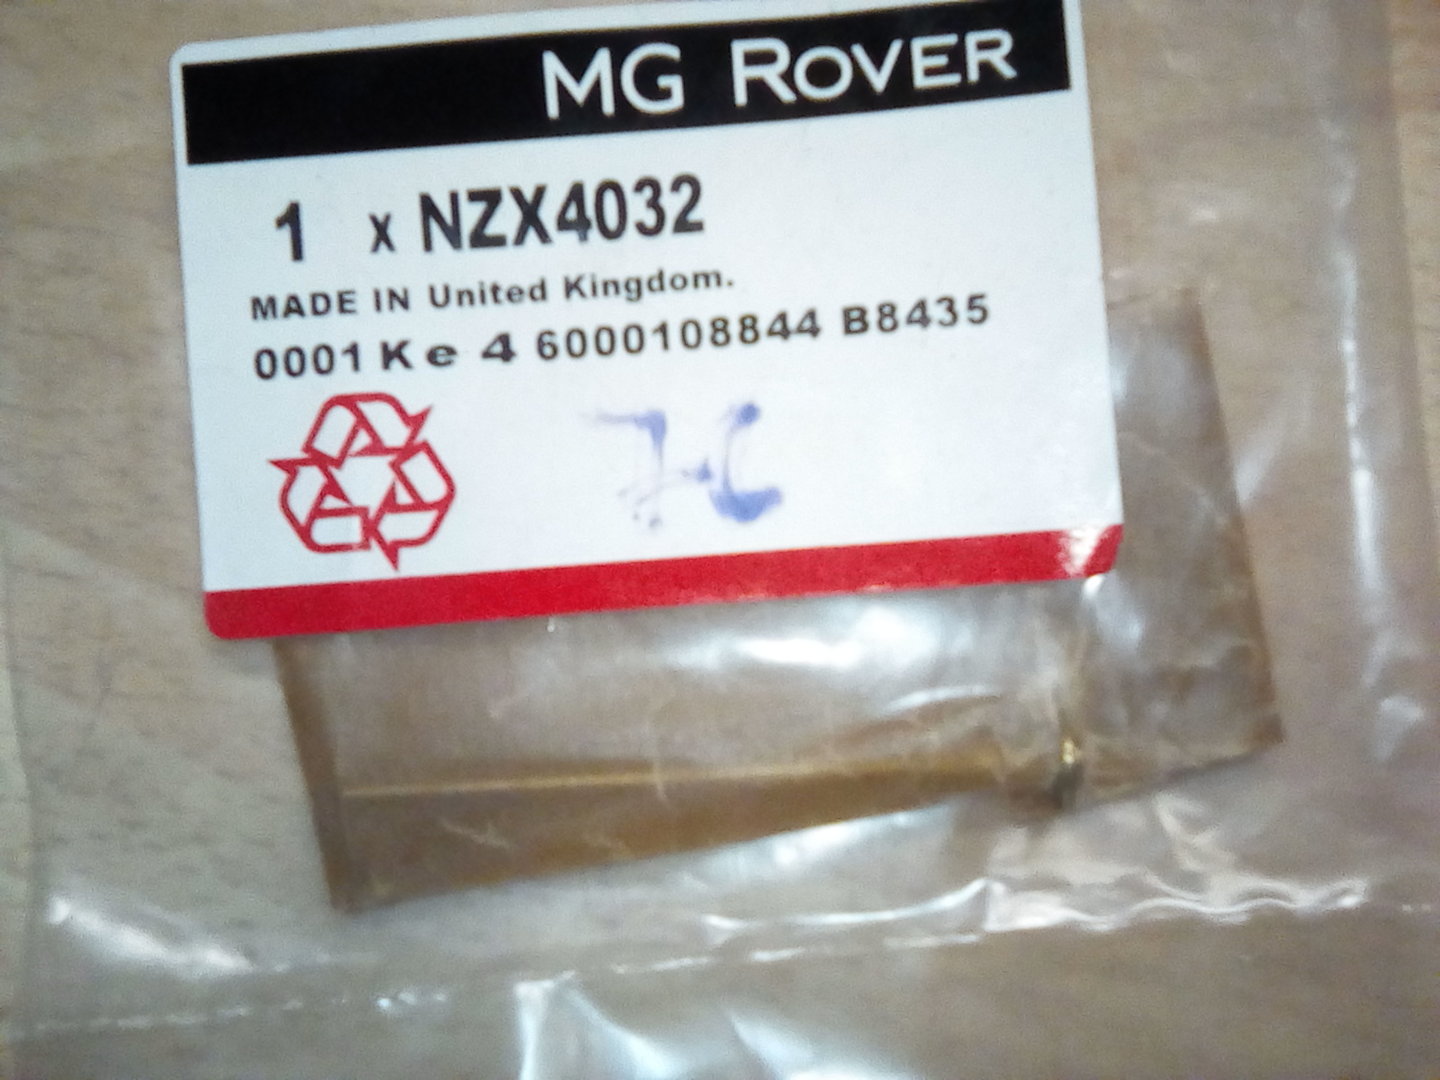 MG ROVER
1 x NZX4032
MADE IN United Kingdom.
0001 Ke 4 6000108844 B8435